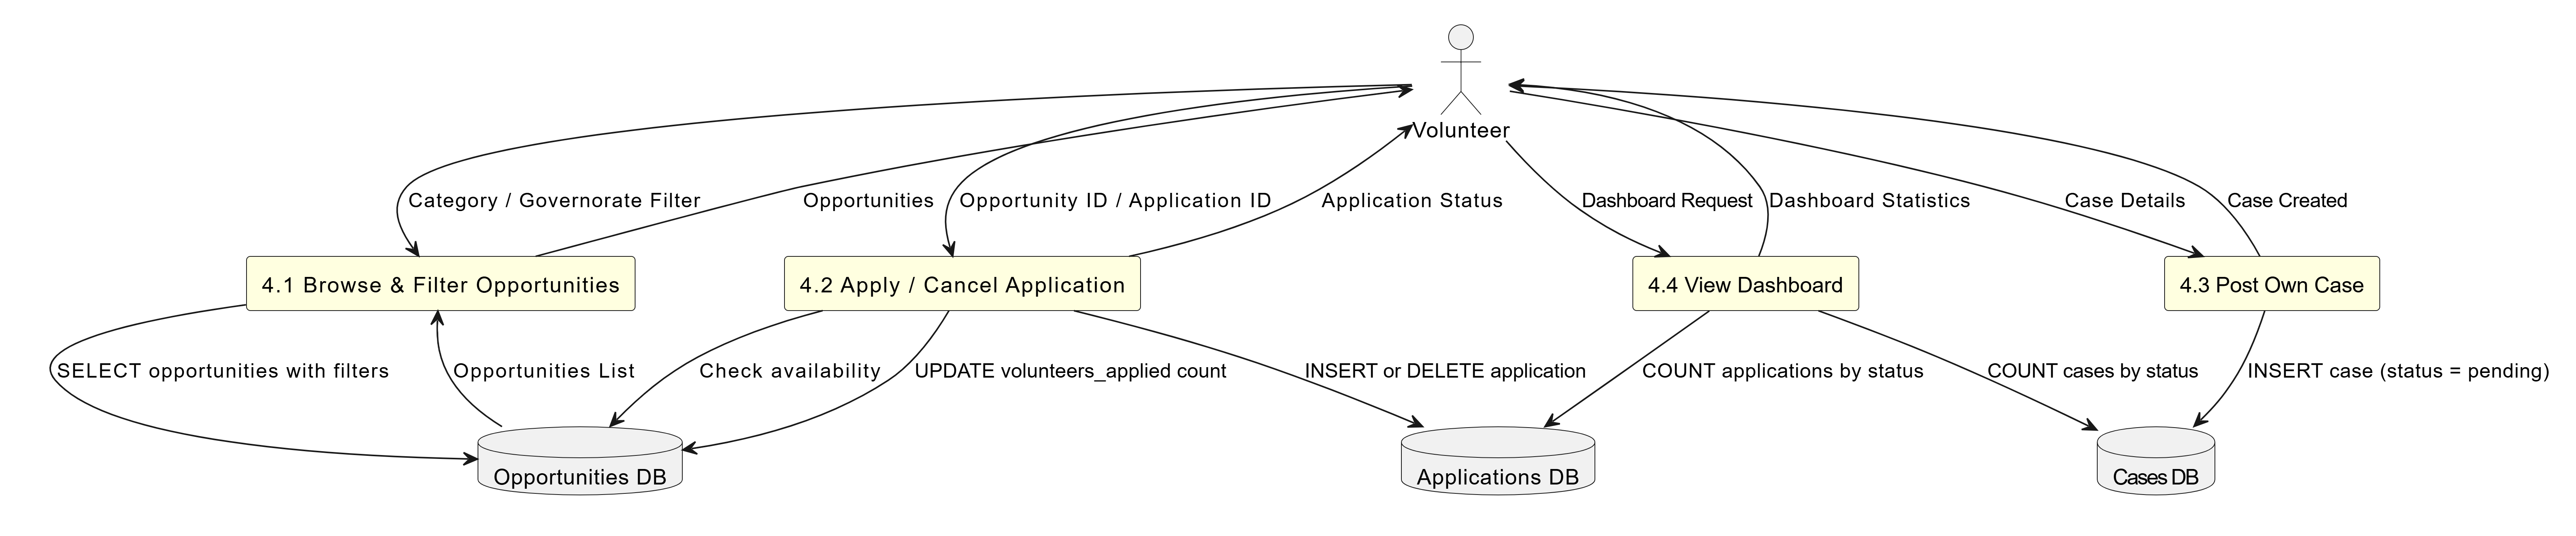 Volunteer
Category / Governorate Filter
Opportunities
Opportunity ID / Application ID
Application Status
Dashboard Request
Dashboard Statistics
Case Details
Case Created
4.1 Browse & Filter Opportunities
4.2 Apply / Cancel Application
4.4 View Dashboard
4.3 Post Own Case
SELECT opportunities with filters
Opportunities List
Check availability
UPDATE volunteers_applied count
INSERT or DELETE application
COUNT applications by status
COUNT cases by status
INSERT case (status = pending)
Opportunities DB
Applications DB
Cases DB